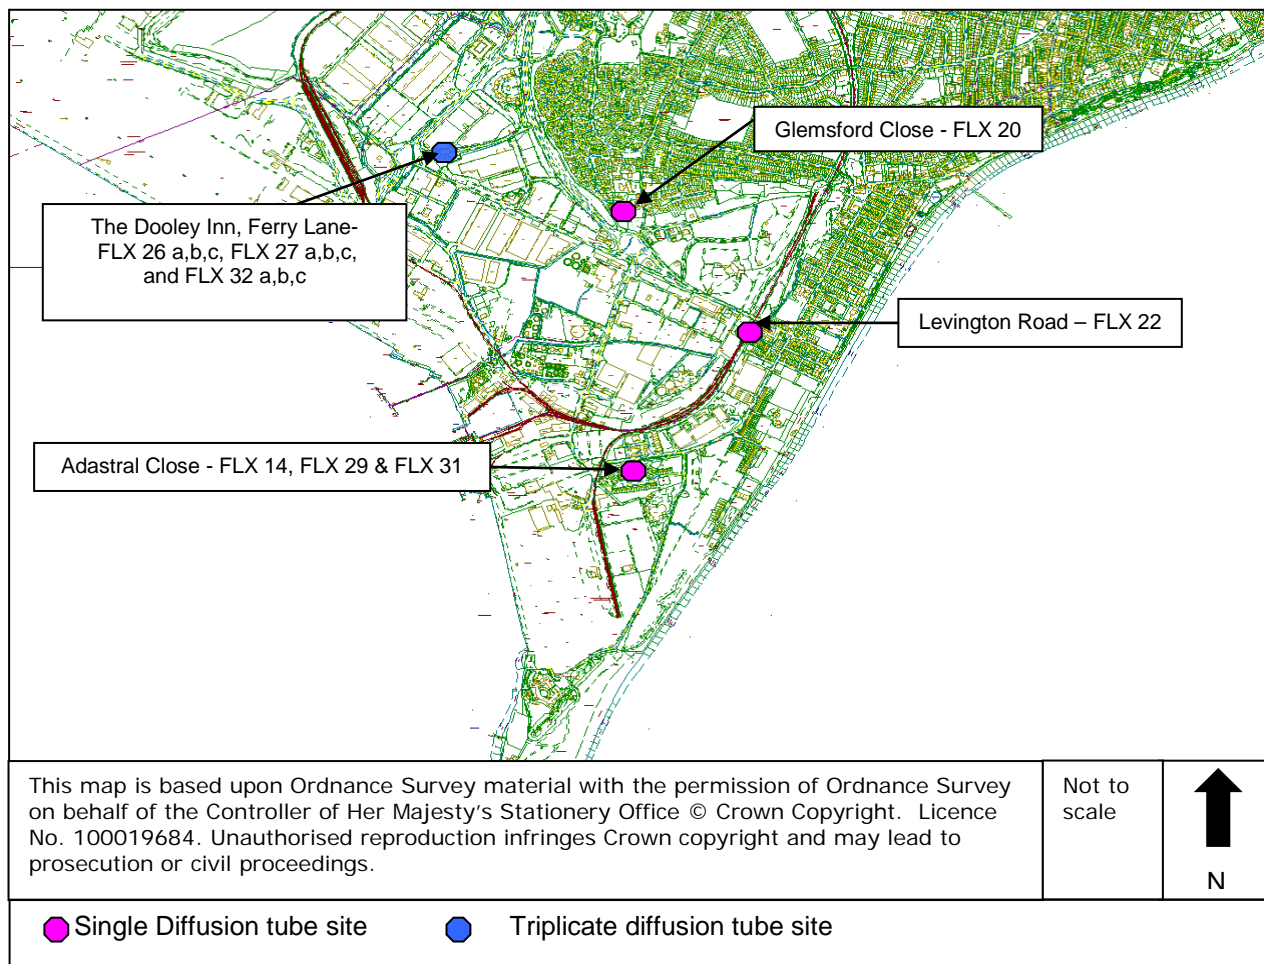 Glemsford Close - FLX 20
The Dooley Inn, Ferry Lane-
FLX 26 a,b,c, FLX 27 a,b,c,
and FLX 32 a,b,c
Levington Road – FLX 22
Adastral Close - FLX 14, FLX 29 & FLX 31
This map is based upon Ordnance Survey material with the permission of Ordnance Survey
on behalf of the Controller of Her Majesty's Stationery Office © Crown Copyright. Licence
No. 100019684. Unauthorised reproduction infringes Crown copyright and may lead to
prosecution or civil proceedings.
Not to
scale
N
Single Diffusion tube site
Triplicate diffusion tube site